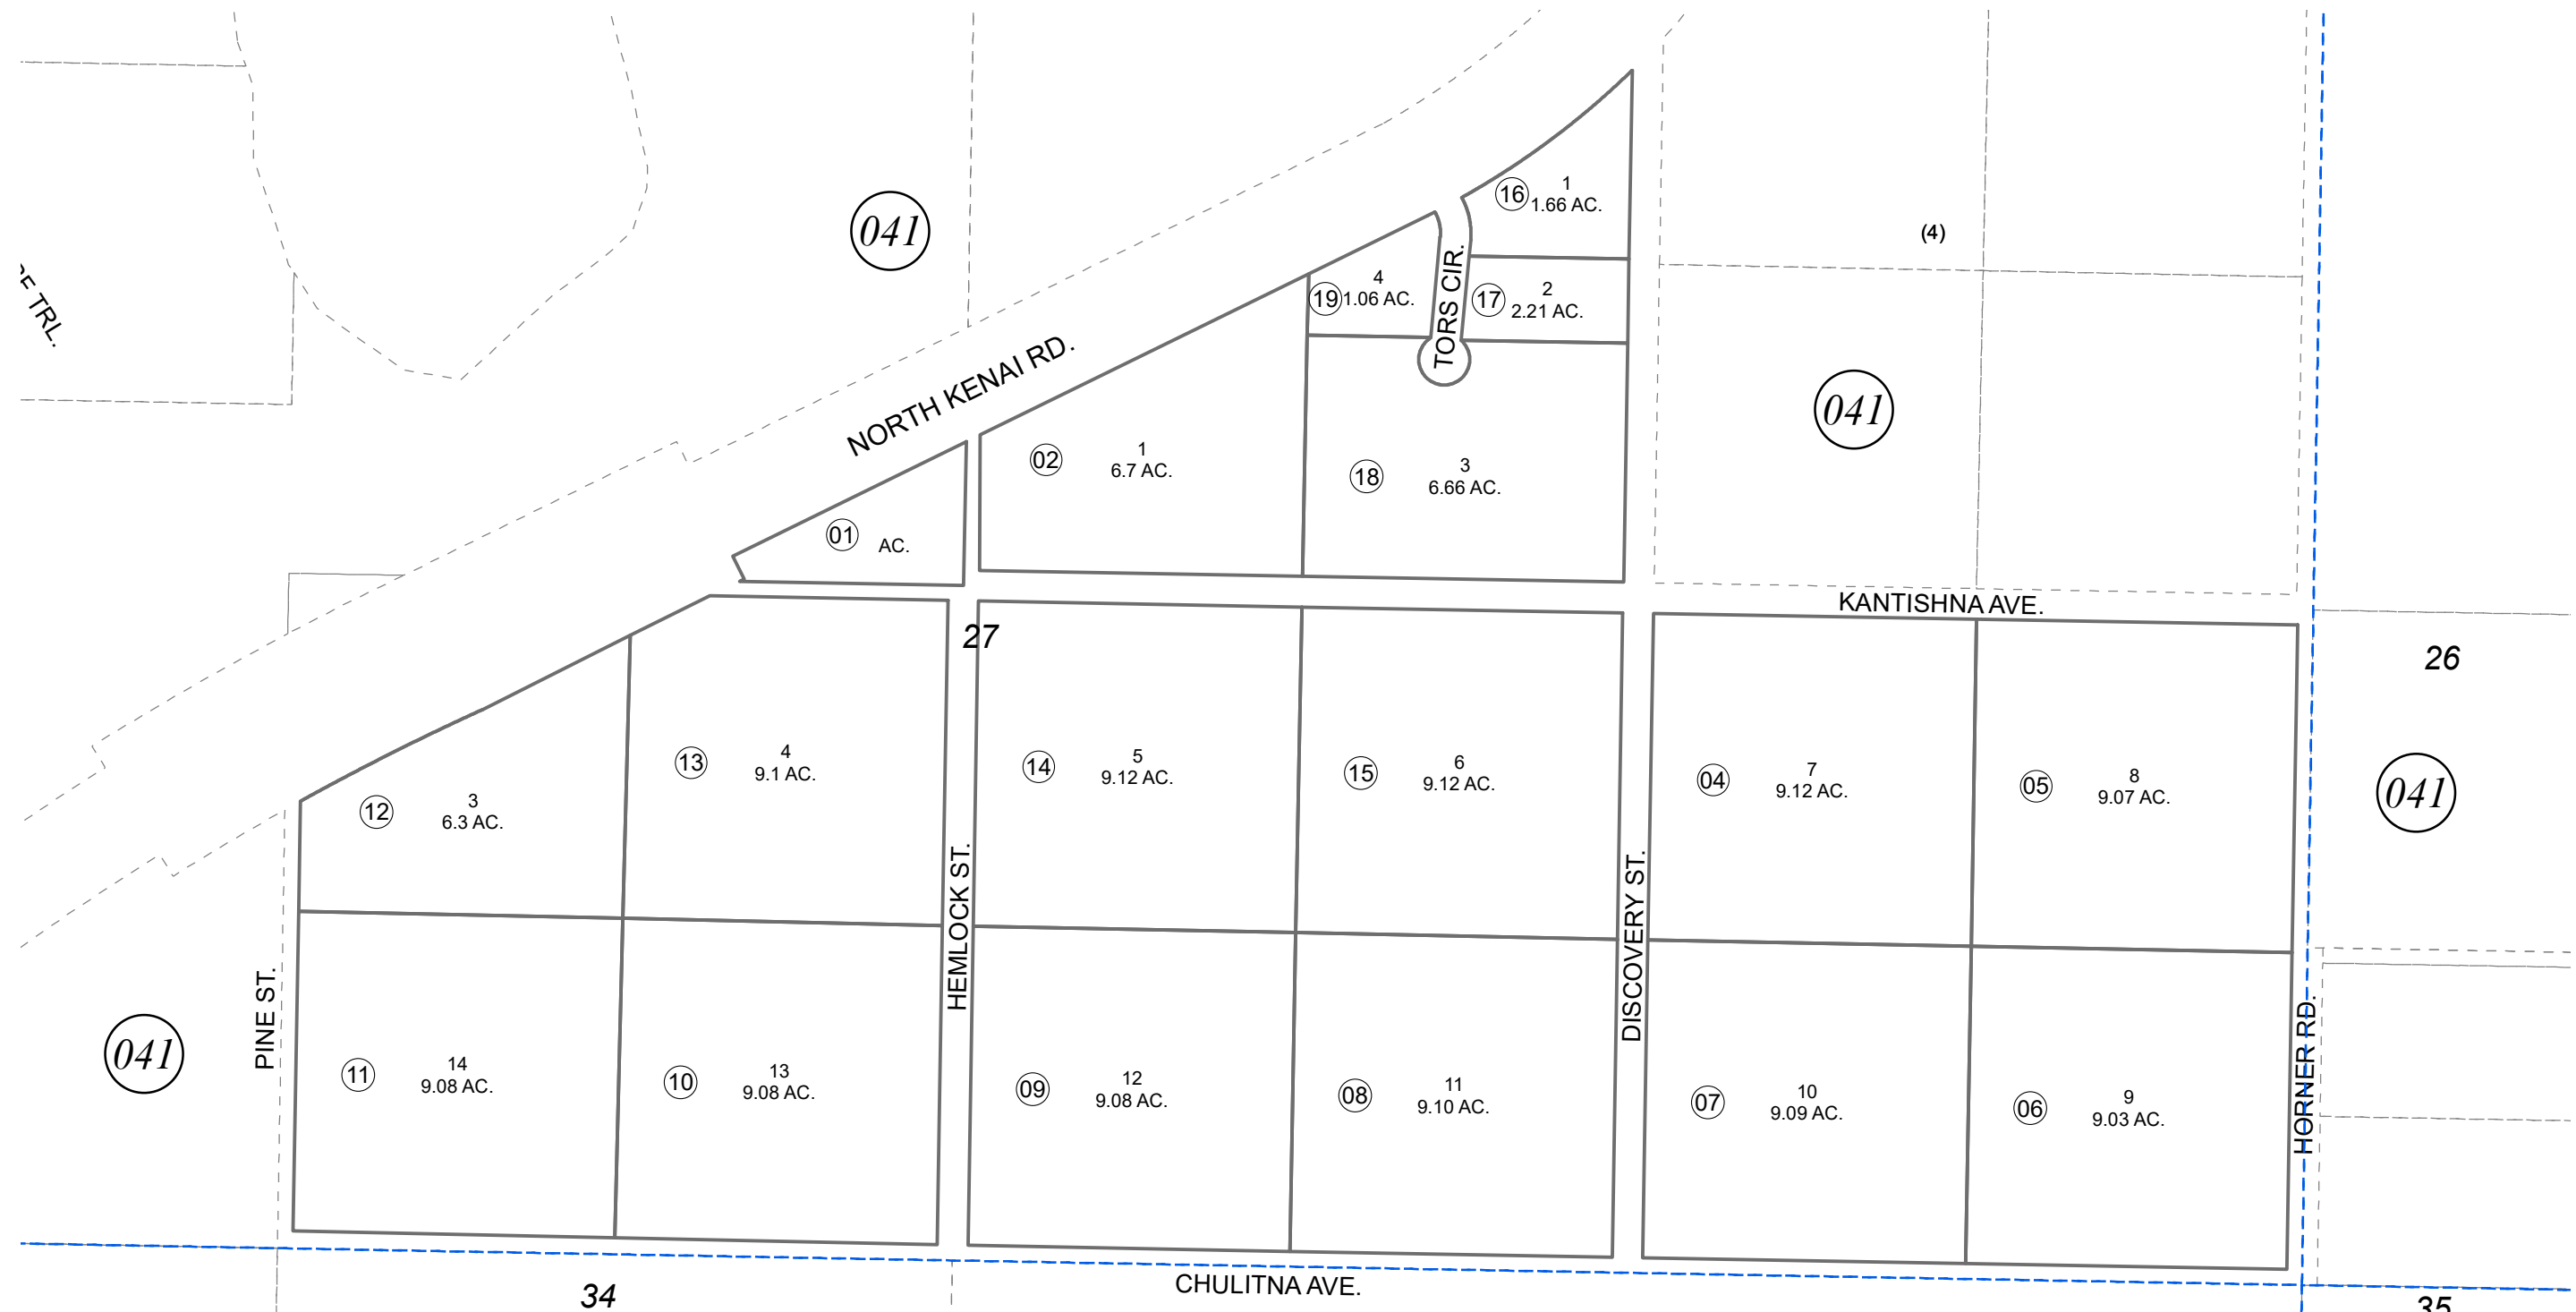 16
1
1.66 AC.
041
(4)
TORS CIR.
19
4
1.06 AC.
17
2
2.21 AC.
TRL.
NORTH KENAI RD.
041
02
1
6.7 AC.
18
3
6.66 AC.
01
AC.
KANTISHNA AVE.
27
26
13
4
9.1 AC.
14
5
9.12 AC.
15
6
9.12 AC.
04
7
9.12 AC.
05
8
9.07 AC.
041
12
3
6.3 AC.
HEMLOCK ST.
DISCOVERY ST.
PINE ST.
HORNER RD.
041
11
14
9.08 AC.
10
13
9.08 AC.
09
12
9.08 AC.
08
11
9.10 AC.
07
10
9.09 AC.
06
9
9.03 AC.
CHULITNA AVE.
34
35